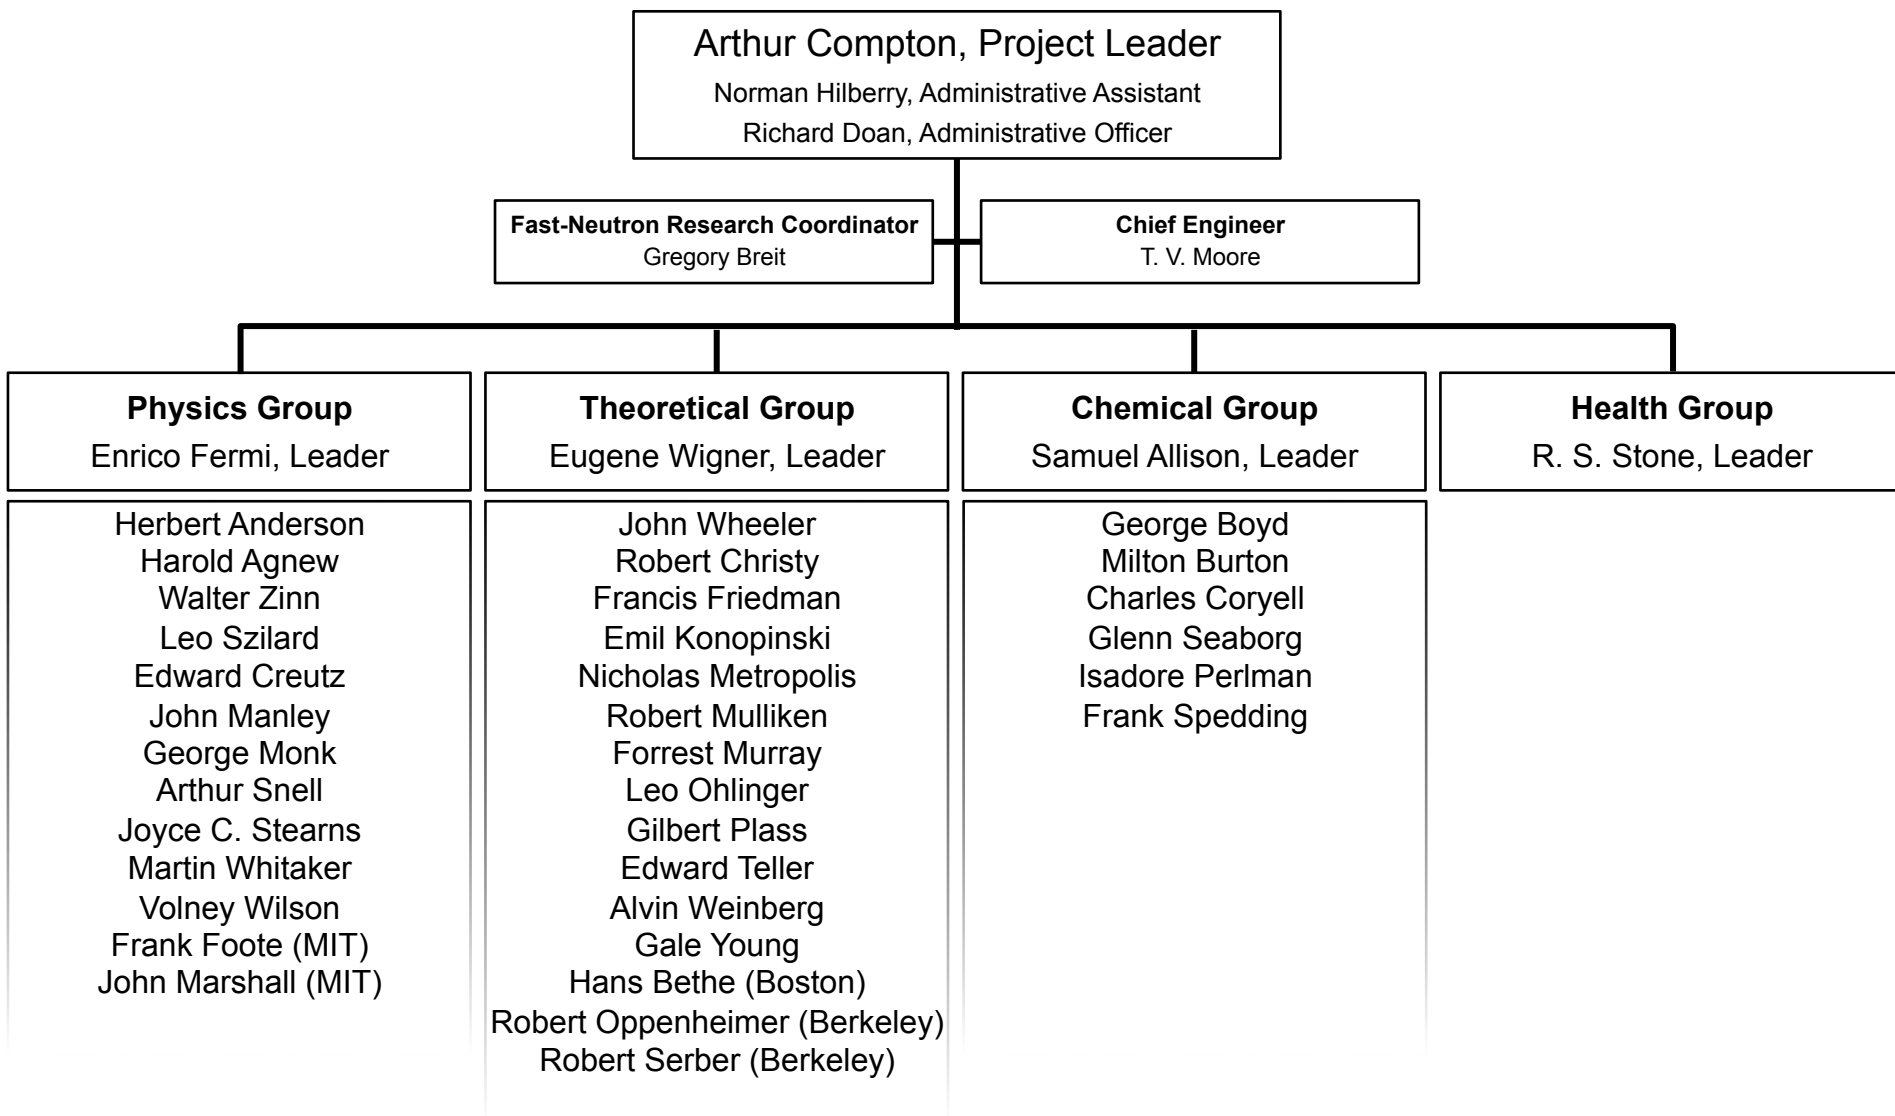 Arthur Compton, Project Leader
Norman Hilberry, Administrative Assistant
Richard Doan, Administrative Officer
Fast-Neutron Research Coordinator
Gregory Breit
Chief Engineer
T. V. Moore
Physics Group
Enrico Fermi, Leader
Herbert Anderson
Harold Agnew
Walter Zinn
Leo Szilard
Edward Creutz
John Manley
George Monk
Arthur Snell
Joyce C. Stearns
Martin Whitaker
Volney Wilson
Frank Foote (MIT)
John Marshall (MIT)
Theoretical Group
Eugene Wigner, Leader
John Wheeler
Robert Christy
Francis Friedman
Emil Konopinski
Nicholas Metropolis
Robert Mulliken
Forrest Murray
Leo Ohlinger
Gilbert Plass
Edward Teller
Alvin Weinberg
Gale Young
Hans Bethe (Boston)
Robert Oppenheimer (Berkeley)
Robert Serber (Berkeley)
Chemical Group
Samuel Allison, Leader
George Boyd
Milton Burton
Charles Coryell
Glenn Seaborg
Isadore Perlman
Frank Spedding
Health Group
R. S. Stone, Leader